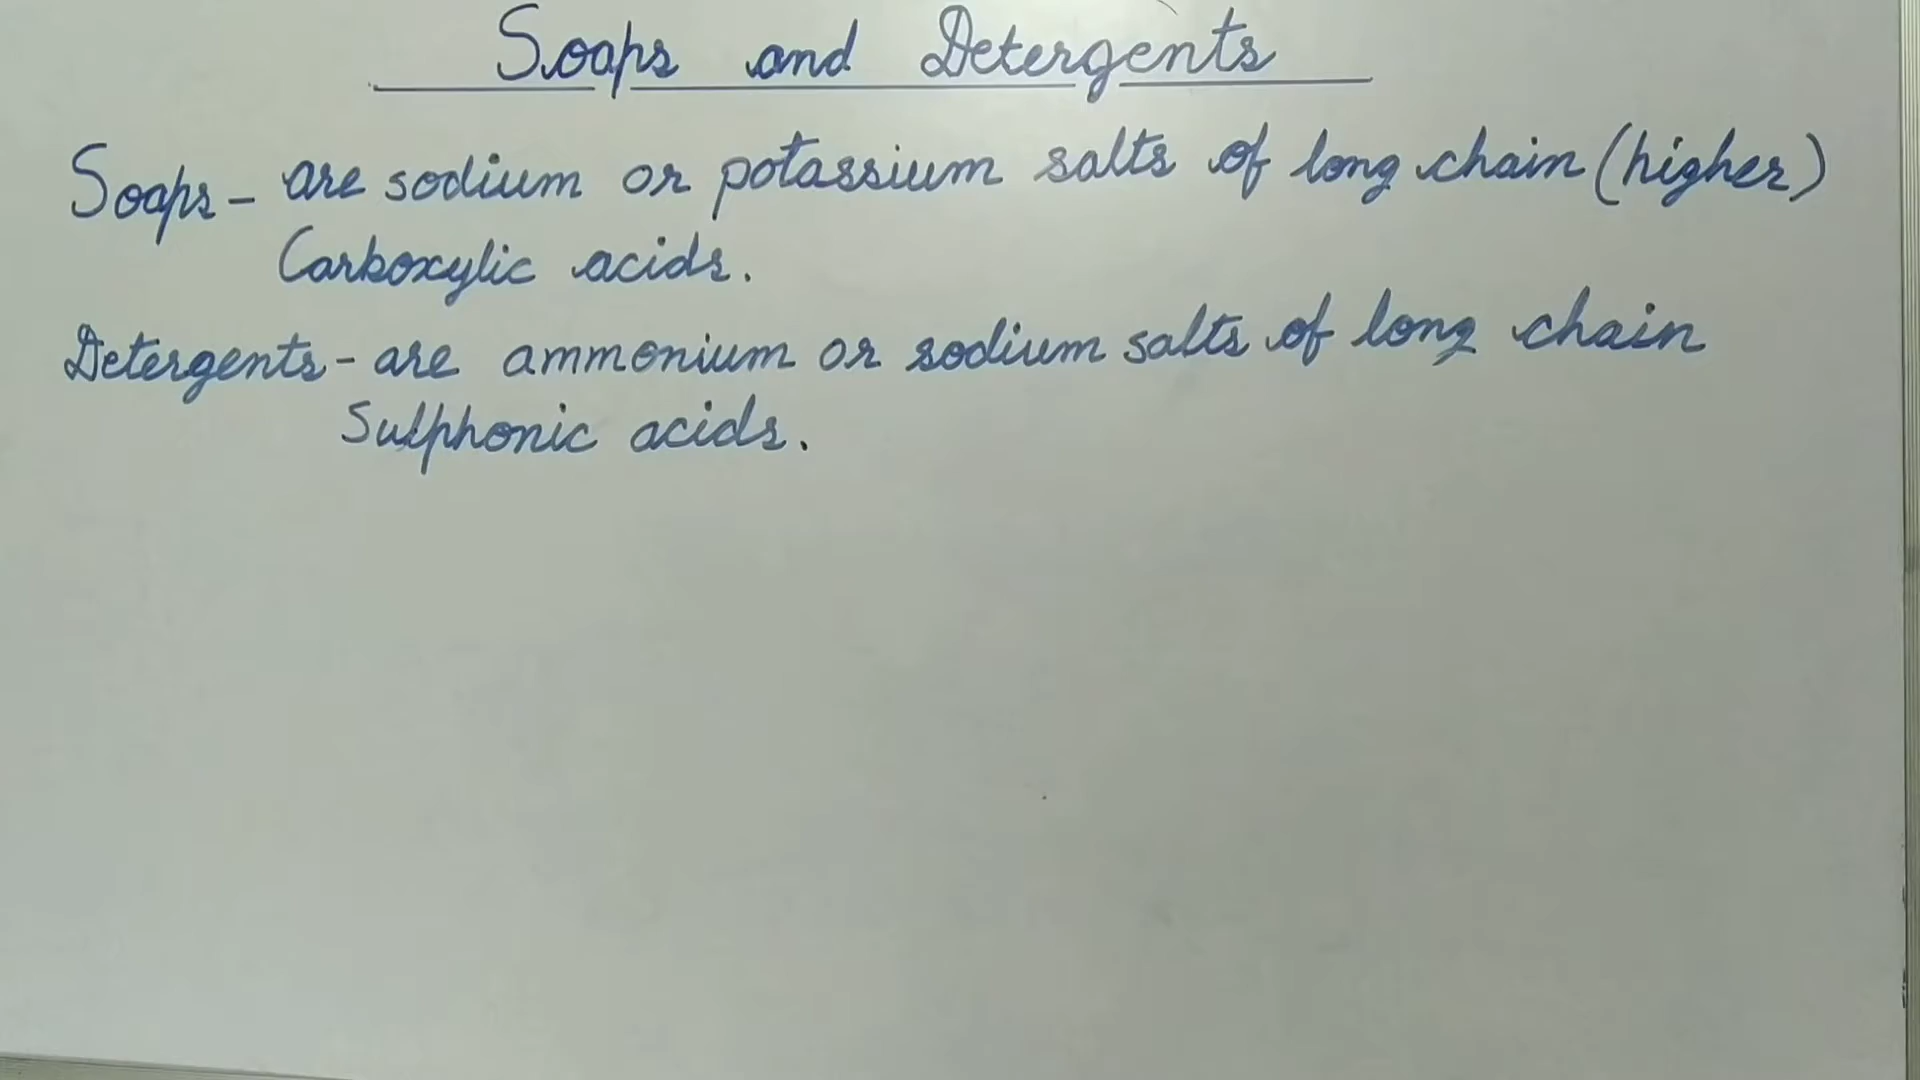 Soaps and Detergents
Soaps - are sodium or potassium salts of long chain (higher)
Carboxylic acids.
Detergents - are ammonium or sodium salts of long chain
Sulphonic acids.